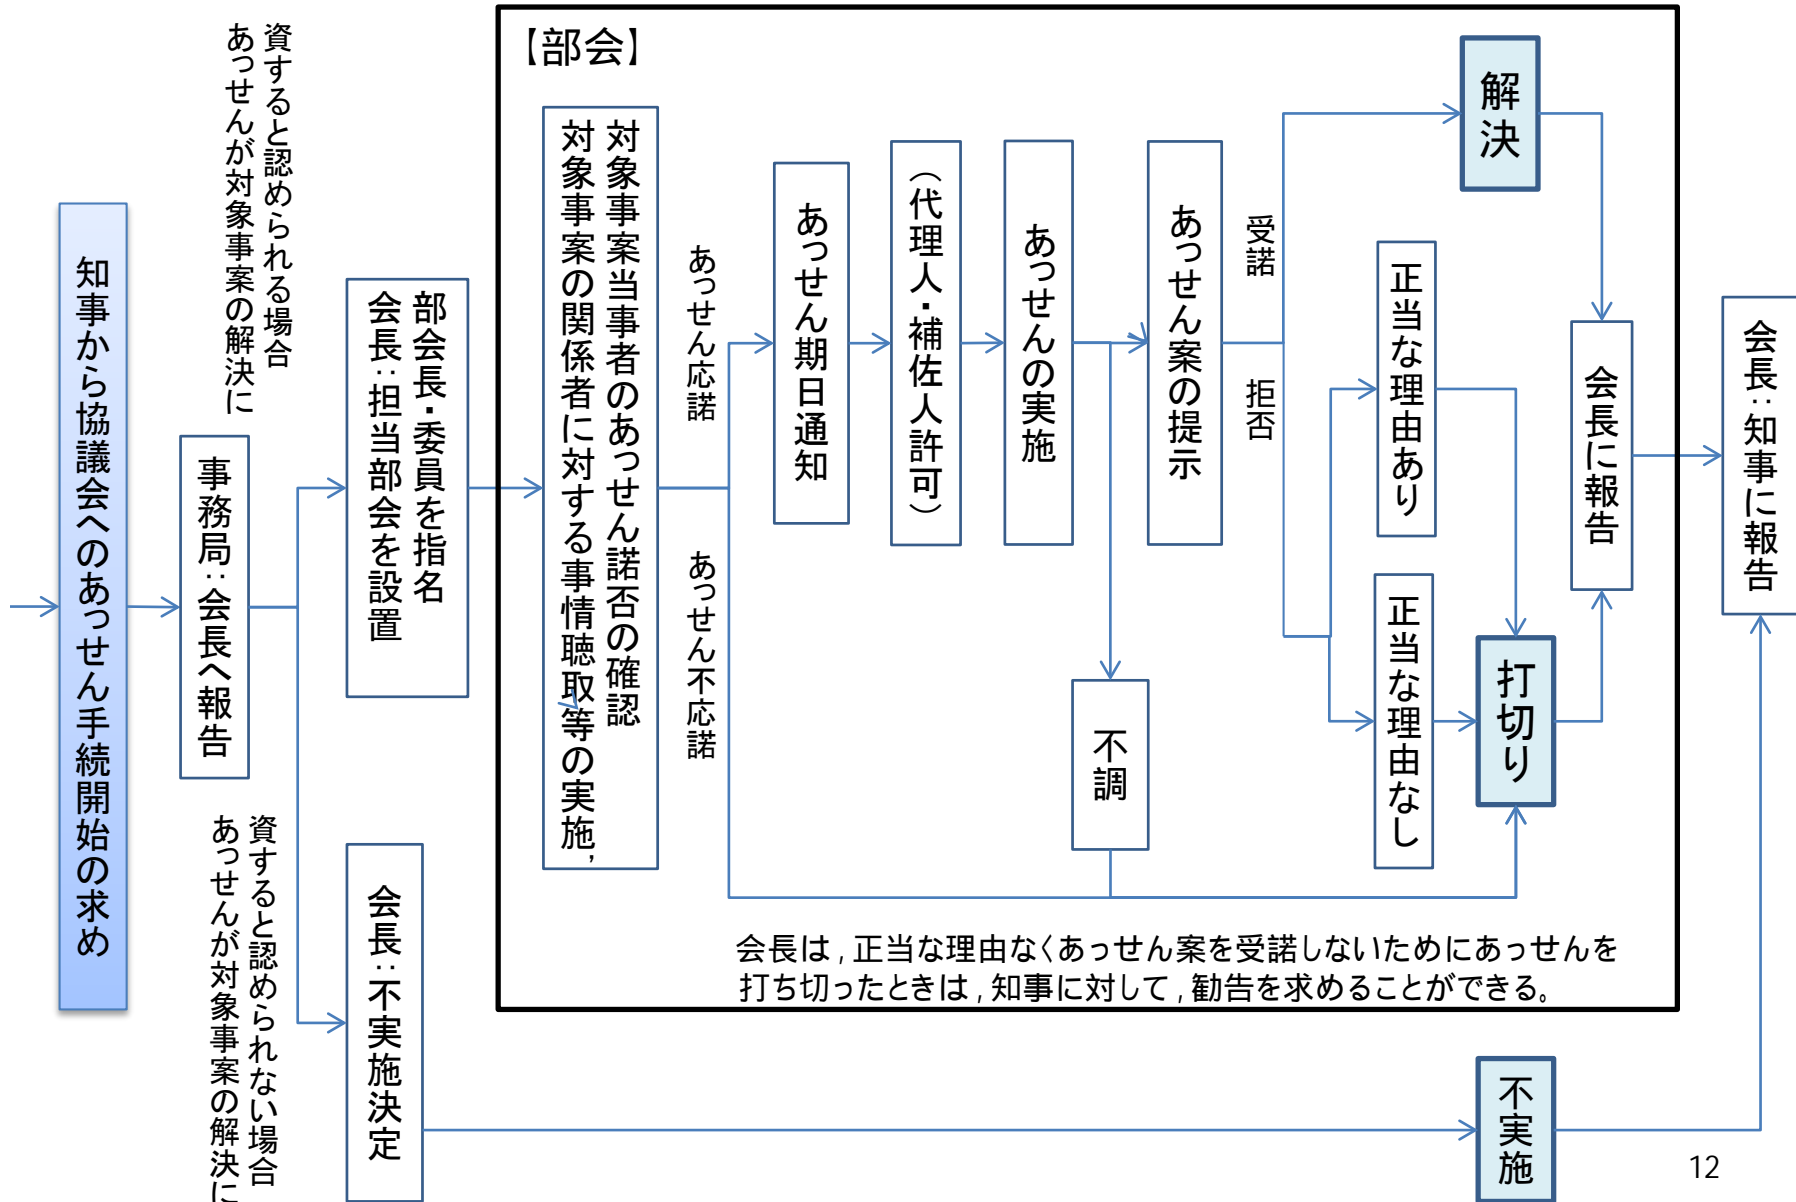 知事から協議会へのあっせん手続開始の求め
事務局：会長へ報告
あっせんが対象事案の解決に
資すると認められる場合
会長：担当部会を設置
部会長・委員を指名
あっせんが対象事案の解決に
資すると認められない場合
会長：不実施決定
【部会】
対象事案の関係者に対する事情聴取等の実施，
対象事案当事者のあっせん諾否の確認
あっせん応諾
あっせん不応諾
あっせん期日通知
（代理人・補佐人許可）
あっせんの実施
不調
あっせん案の提示
受諾
拒否
正当な理由あり
正当な理由なし
解決
打切り
会長に報告
会長は，正当な理由なくあっせん案を受諾しないためにあっせんを
打ち切ったときは，知事に対して，勧告を求めることができる。
不実施
会長：知事に報告
12